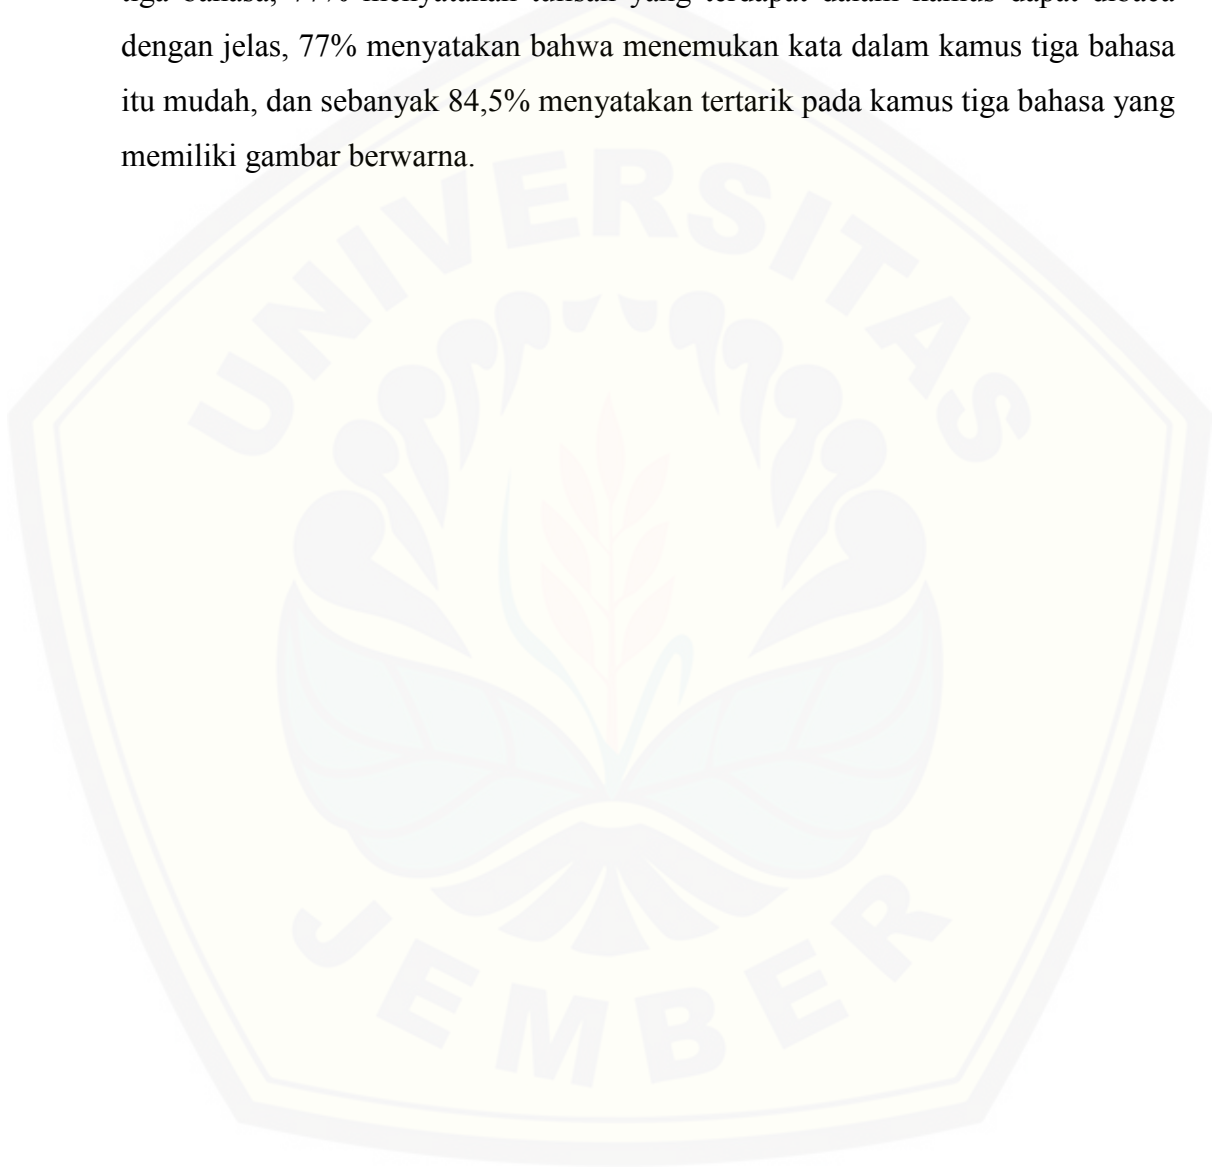 dengan jelas, 77% menyatakan bahwa menemukan kata dalam kamus tiga bahasa
itu mudah, dan sebanyak 84,5% menyatakan tertarik pada kamus tiga bahasa yang
memiliki gambar berwarna.
UNIVERSITAS
JEMBER